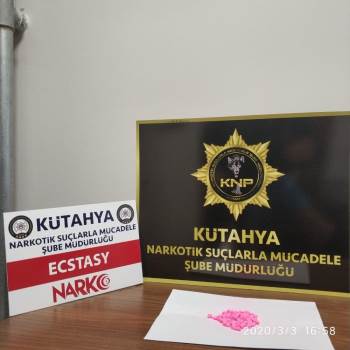 KÜTAHYA
NARKOTİK SUÇLARLA MÜCADELE
ŞUBE MÜDÜRLÜĞÜ
ECSTASY
NARKO
KNP
KÜTAHYA
NARKOTİK SUÇLARLA MÜCADELE
ŞUBE MÜDÜRLÜĞÜ
2020/3/3 16:58